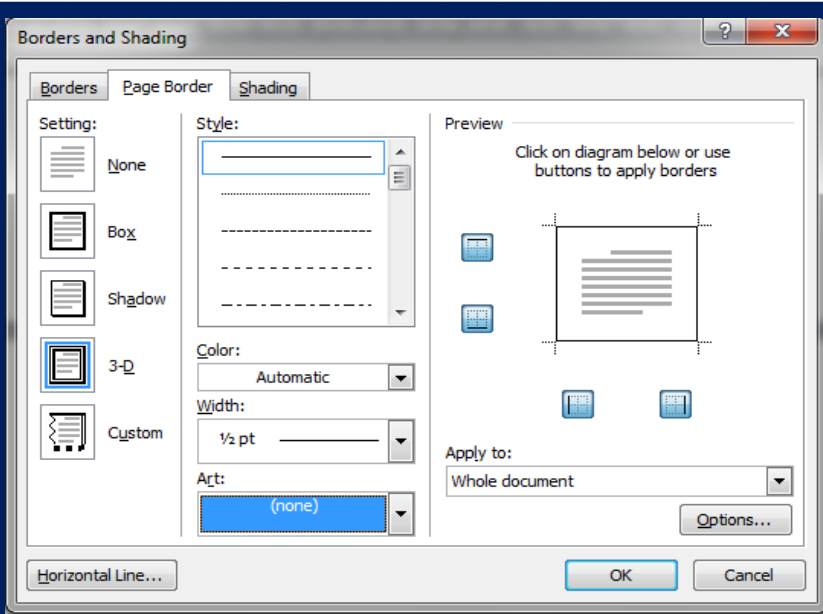 Borders and Shading
?
Borders
Page Border
Shading
Setting:
None
Box
Shadow
3-D
Custom
Style:
Color:
Automatic
Width:
½ pt
Art:
(none)
Preview
Click on diagram below or use
buttons to apply borders
Apply to:
Whole document
Options...
Horizontal Line...
OK
Cancel